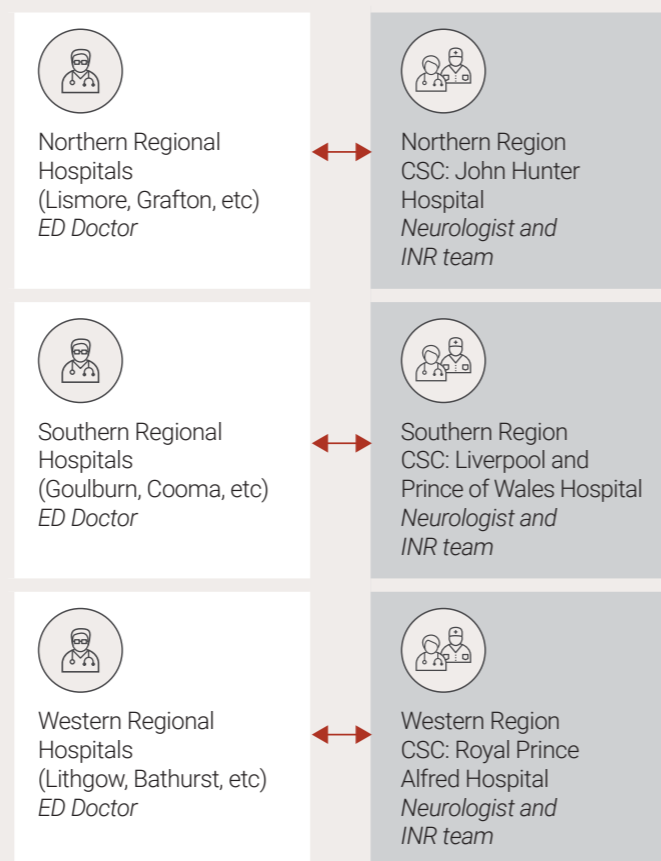 Northern Regional
Hospitals
(Lismore, Grafton, etc)
ED Doctor
Northern Region
CSC: John Hunter
Hospital
Neurologist and
INR team
Southern Regional
Hospitals
(Goulburn, Cooma, etc)
ED Doctor
Southern Region
CSC: Liverpool and
Prince of Wales Hospital
Neurologist and
INR team
Western Regional
Hospitals
(Lithgow, Bathurst, etc)
ED Doctor
Western Region
CSC: Royal Prince
Alfred Hospital
Neurologist and
INR team